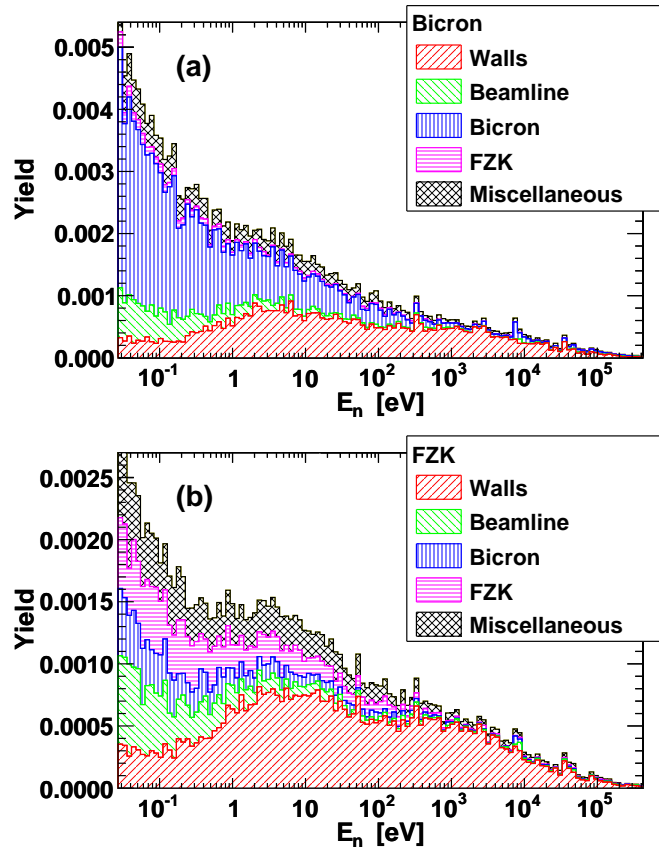 (a)
Bicron
Walls
Beamline
Bicron
FZK
Miscellaneous
Yield
0.005
0.004
0.003
0.002
0.001
0.000
10⁻¹ 1 10 10² 10³ 10⁴ 10⁵
Eₙ [eV]
(b)
FZK
Walls
Beamline
Bicron
FZK
Miscellaneous
Yield
0.0025
0.0020
0.0015
0.0010
0.0005
0.0000
10⁻¹ 1 10 10² 10³ 10⁴ 10⁵
Eₙ [eV]